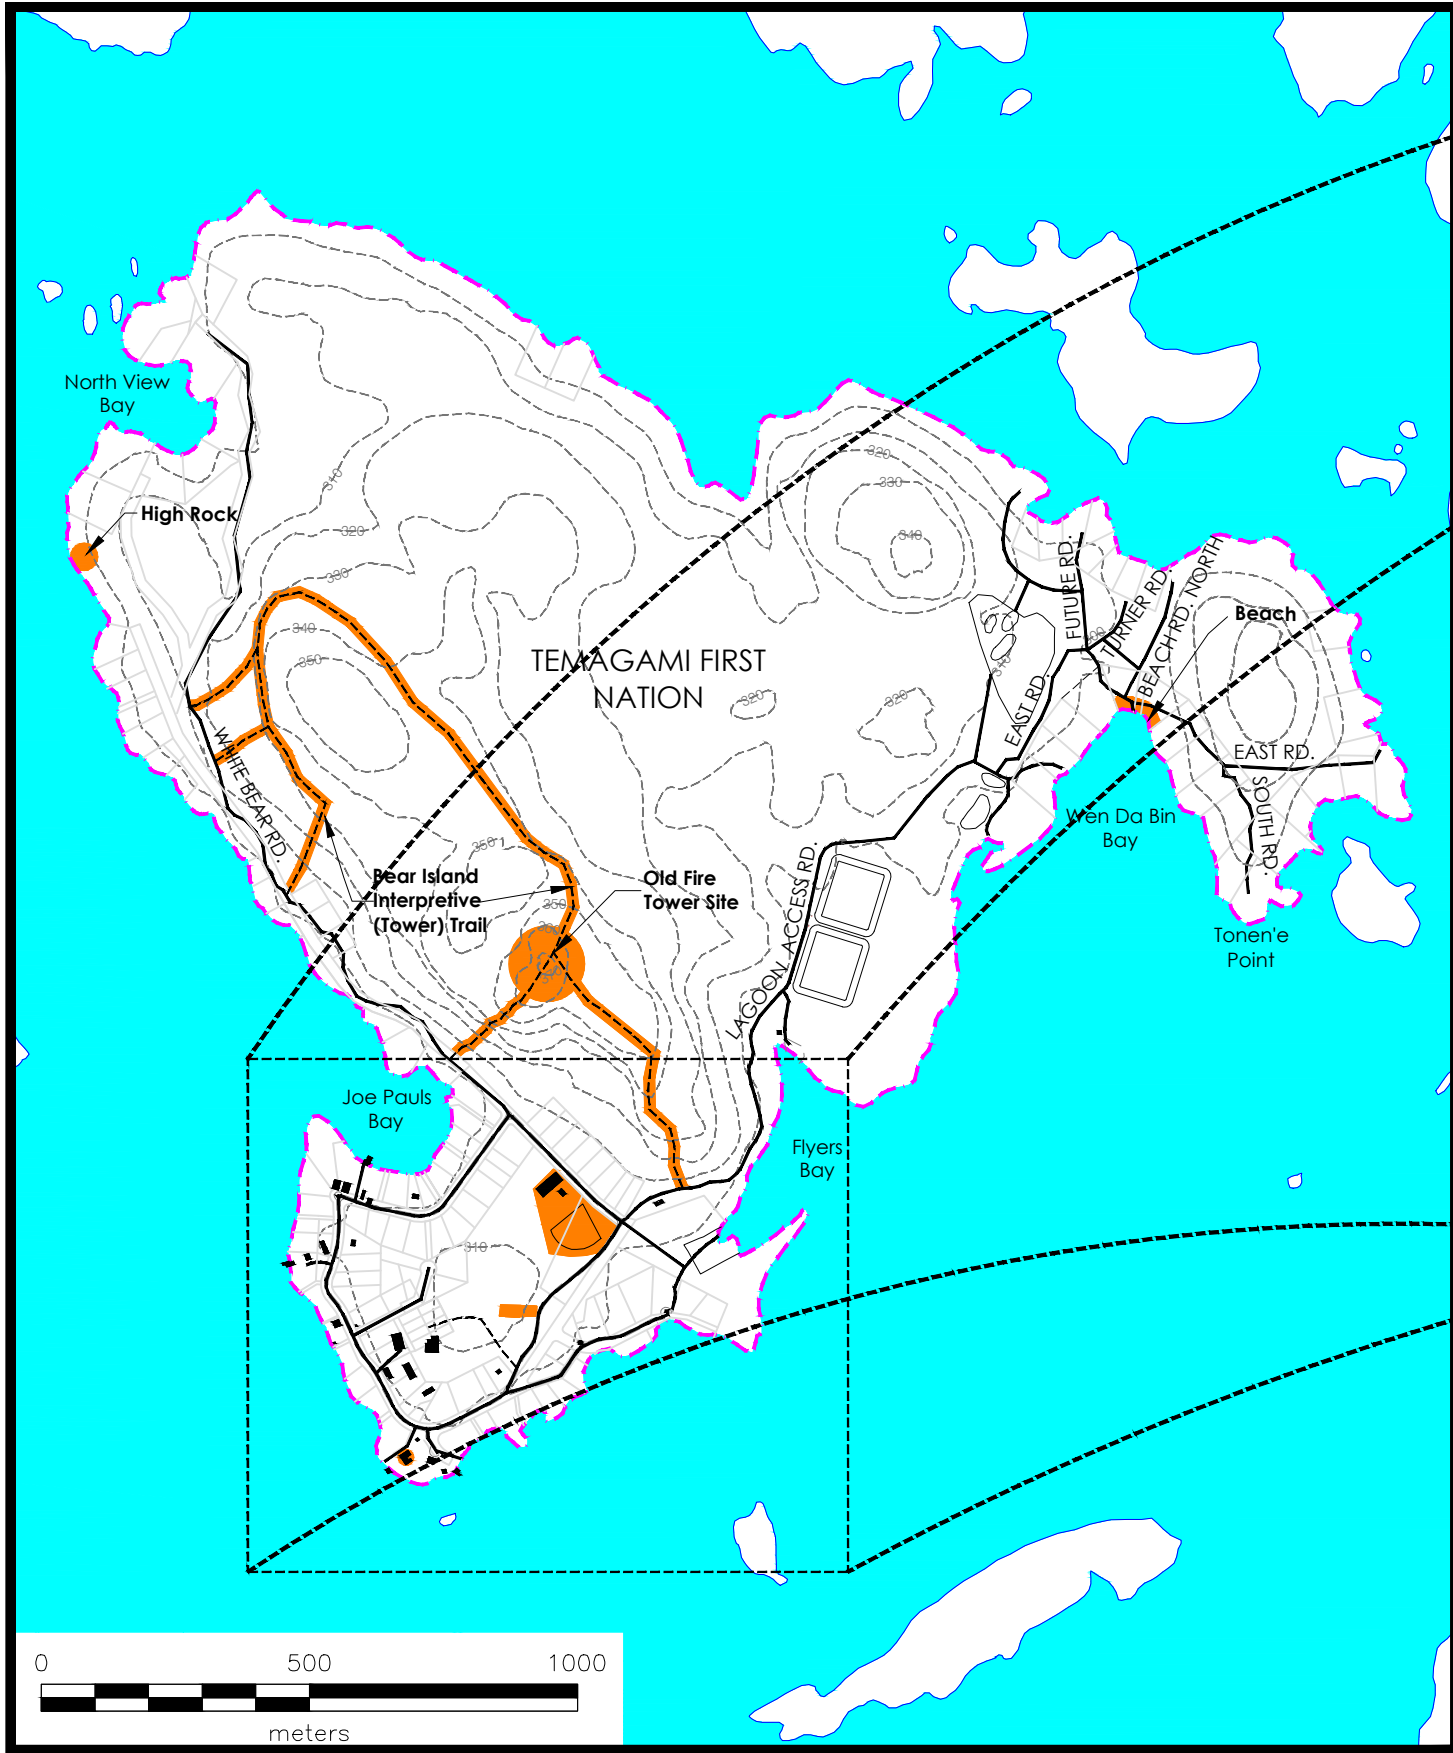 North View
Bay
High Rock
310
320
330
340
350
320
330
340
TEMAGAMI FIRST
NATION
320
320
310
FUTURE RD.
TURNER RD.
BEACH RD. NORTH
Beach
EAST RD.
EAST RD.
SOUTH RD.
WHITE BEAR RD.
Wen Da Bin
Bay
Tonen'e
Point
350
350
Bear Island
Interpretive
(Tower) Trail
Old Fire
Tower Site
LAGOON ACCESS RD.
Joe Pauls
Bay
Flyers
Bay
310
0 500 1000
meters